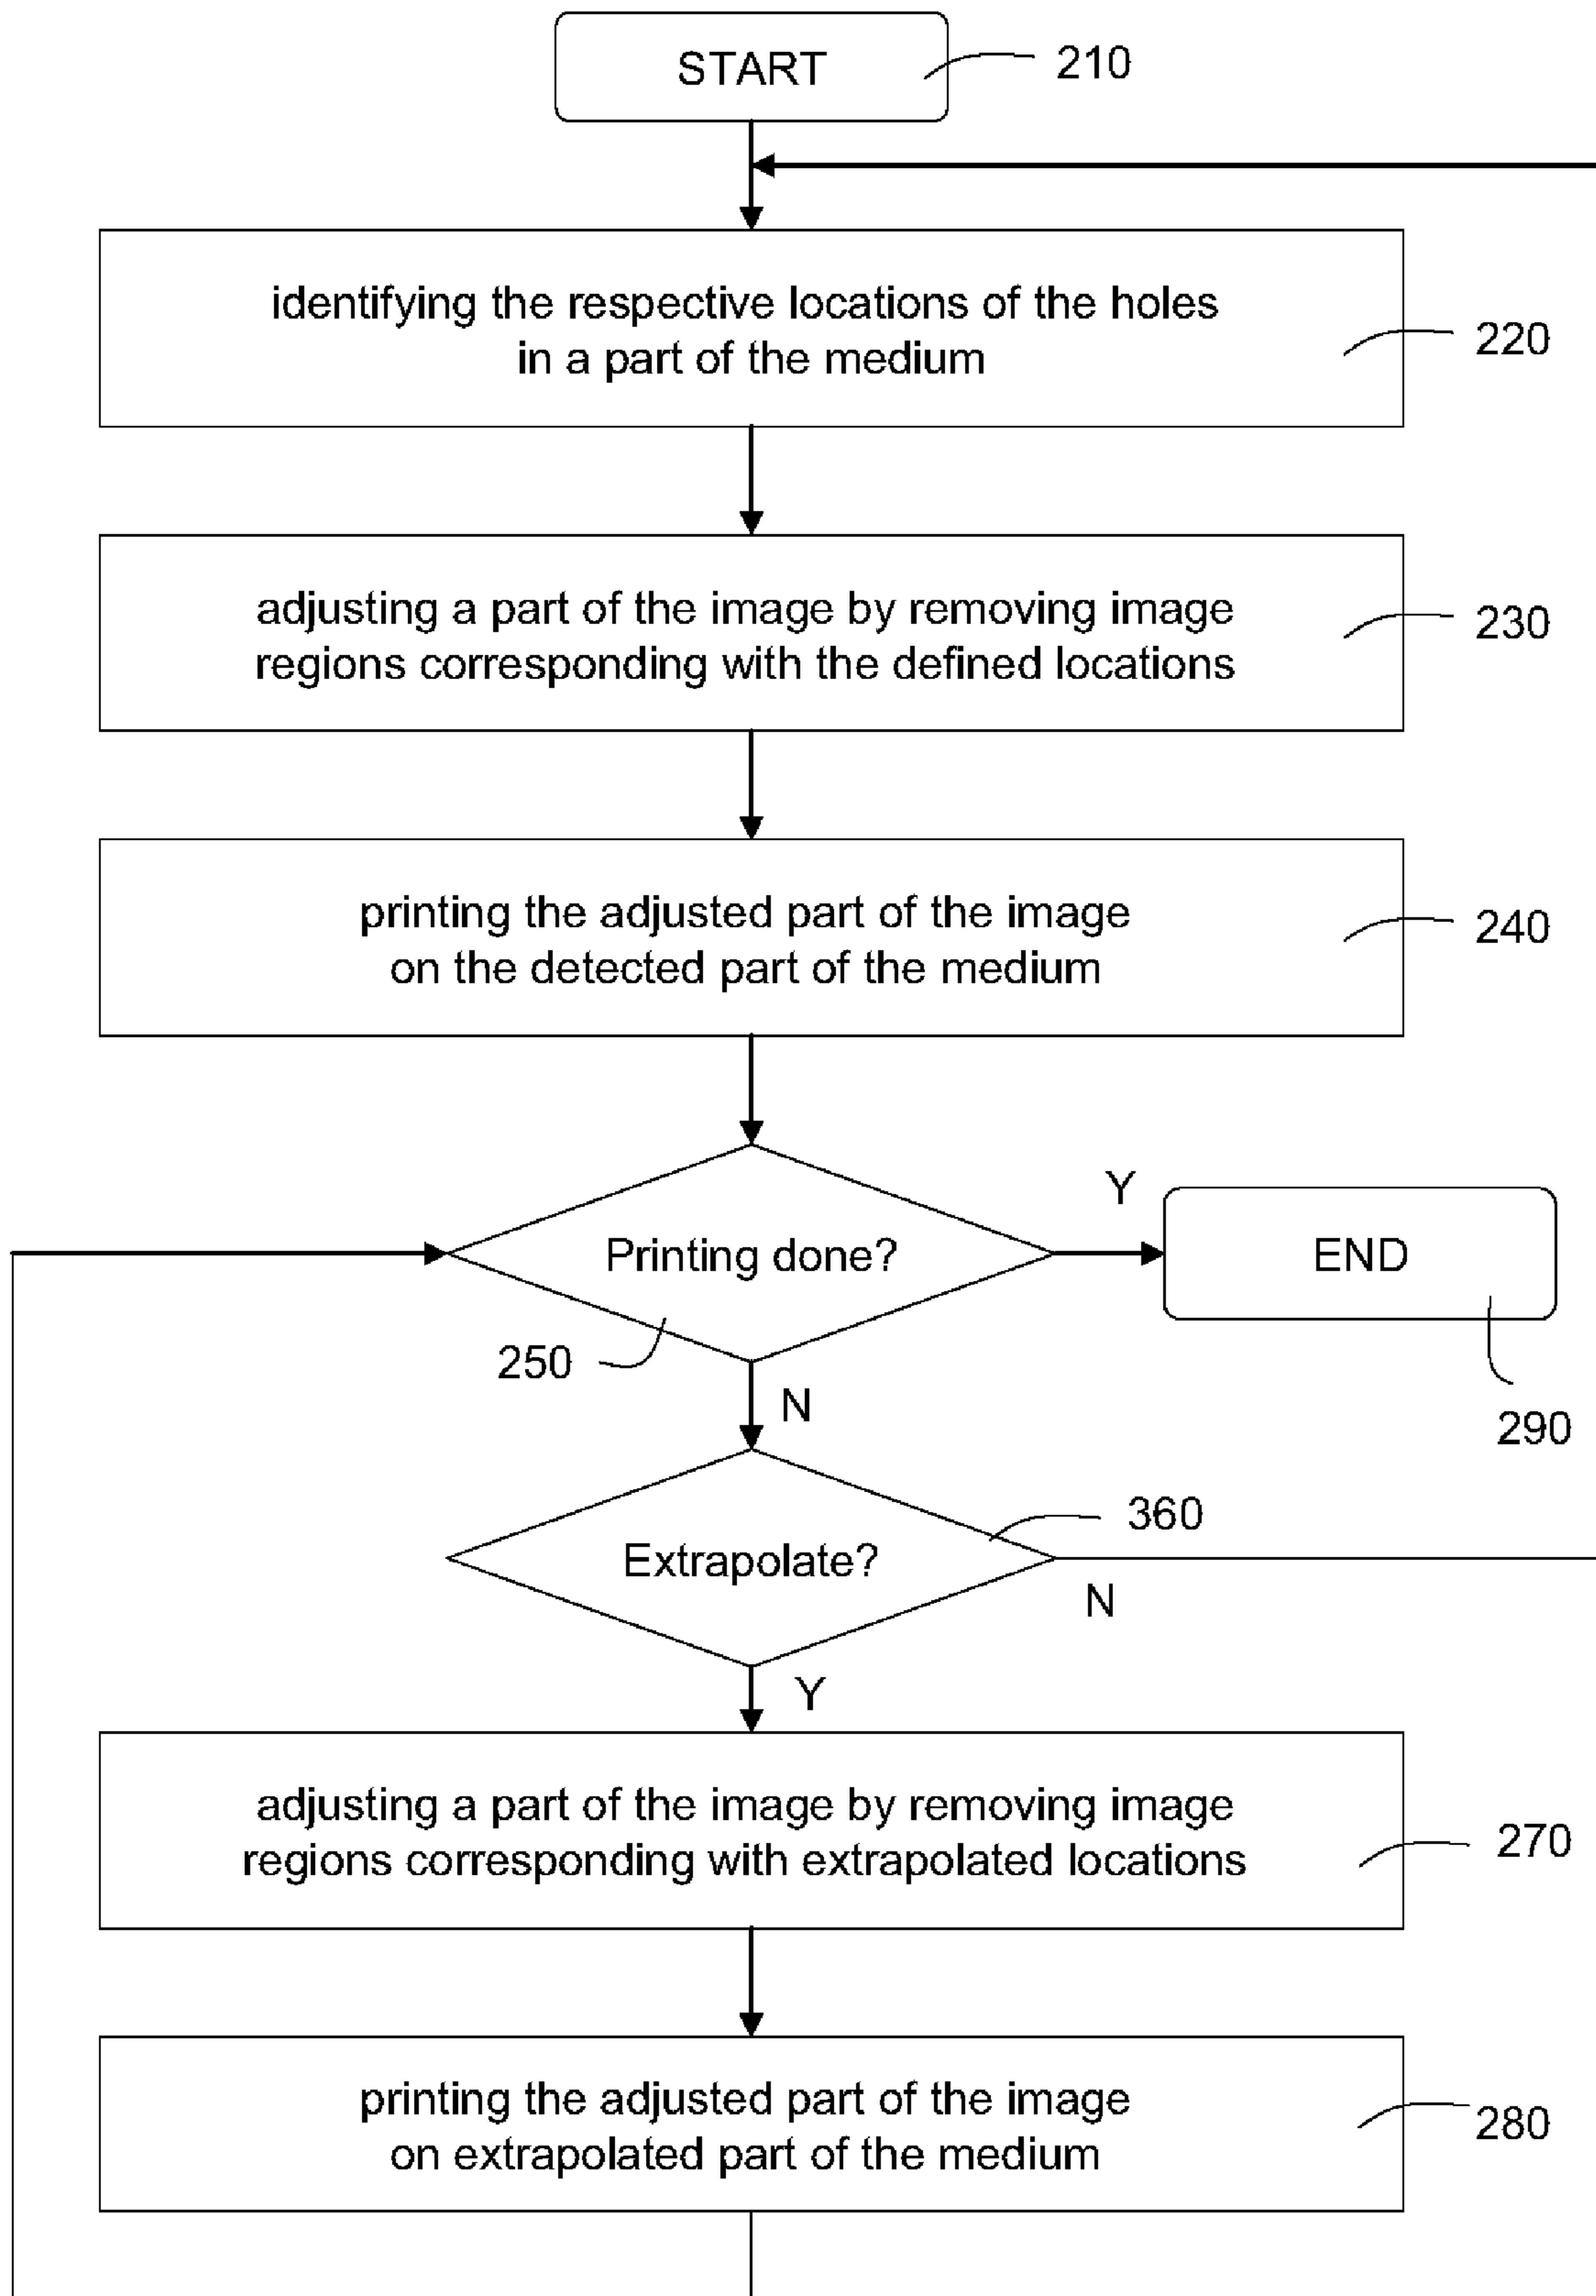 START
210
identifying the respective locations of the holes
in a part of the medium
220
adjusting a part of the image by removing image
regions corresponding with the defined locations
230
printing the adjusted part of the image
on the detected part of the medium
240
Printing done?
Y
END
250
N
290
Extrapolate?
360
N
Y
adjusting a part of the image by removing image
regions corresponding with extrapolated locations
270
printing the adjusted part of the image
on extrapolated part of the medium
280